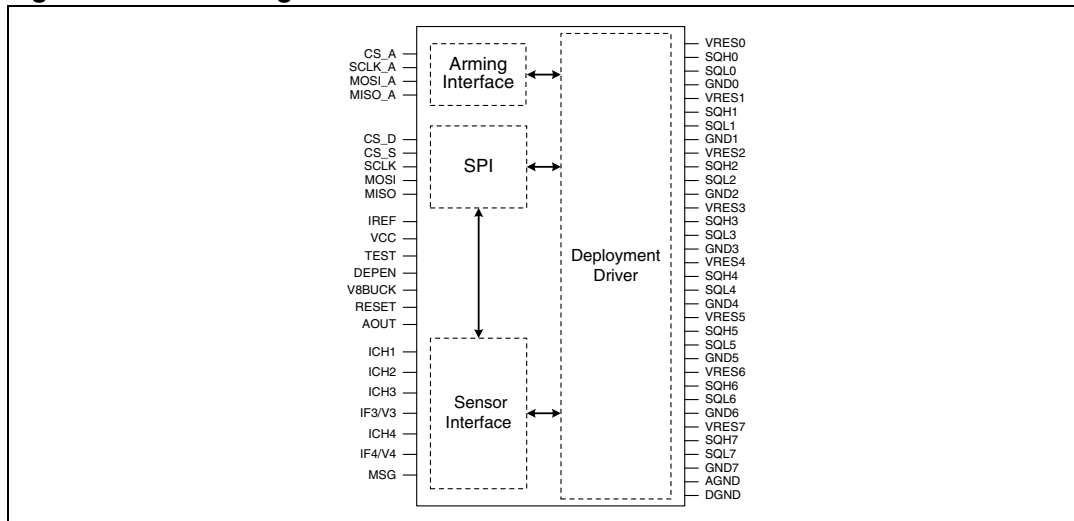 CS_A
SCLK_A
MOSI_A
MISO_A
CS_D
CS_S
SCLK
MOSI
MISO
IREF
VCC
TEST
DEPEN
V8BUCK
RESET
AOUT
ICH1
ICH2
ICH3
IF3/V3
ICH4
IF4/V4
MSG
Arming
Interface
SPI
Sensor
Interface
Deployment
Driver
VRES0
SQH0
SQL0
GND0
VRES1
SQH1
SQL1
GND1
VRES2
SQH2
SQL2
GND2
VRES3
SQH3
SQL3
GND3
VRES4
SQH4
SQL4
GND4
VRES5
SQH5
SQL5
GND5
VRES6
SQH6
SQL6
GND6
VRES7
SQH7
SQL7
GND7
AGND
DGND